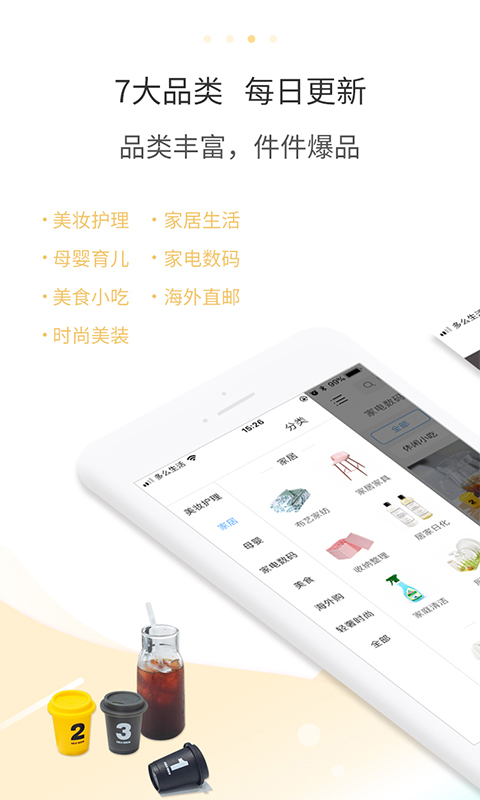 7大品类 每日更新
品类丰富，件件爆品
·美妆护理 ·家居生活
·母婴育儿 ·家电数码
·美食小吃 ·海外直邮
·时尚美装
多么生活
多么生活
15:26
99%
分类
美妆护理
家居
母婴
家电数码
美食
海外购
轻奢时尚
全部
家居
布艺家纺
家居家具
收纳整理
居家日化
家庭清洁
家电数码
全部
休闲小吃
2
3
1